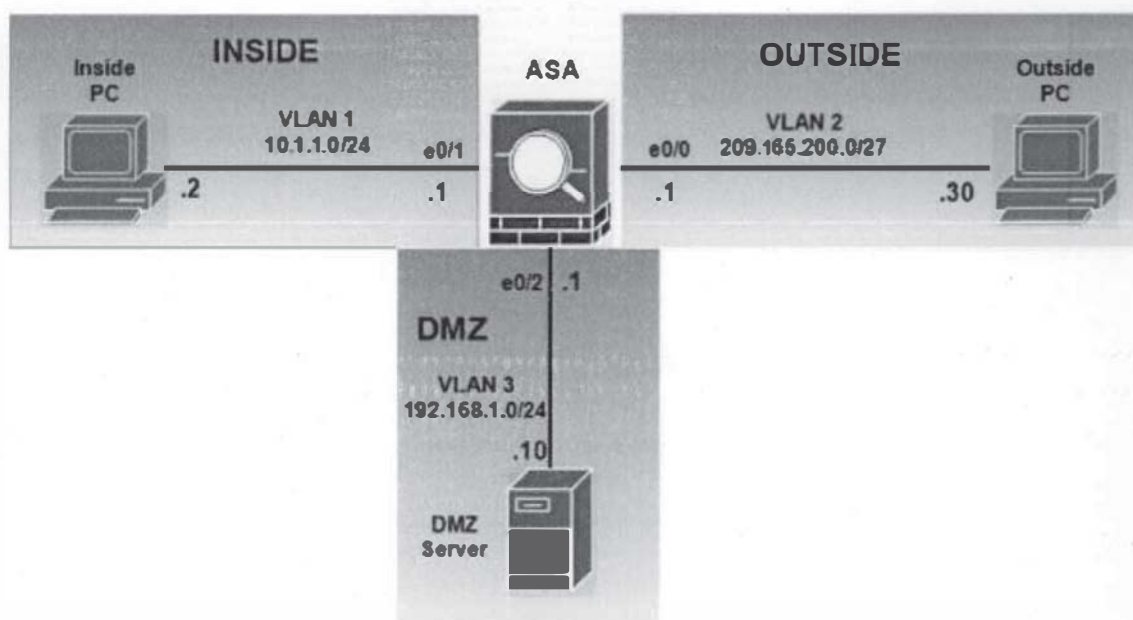 INSIDE
Inside
PC
VLAN 1
10.1.1.0/24
e0/1
.2
.1
ASA
OUTSIDE
Outside
PC
VLAN 2
209.165.200.0/27
e0/0
.1
.30
e0/2
.1
DMZ
VLAN 3
192.168.1.0/24
.10
DMZ
Server